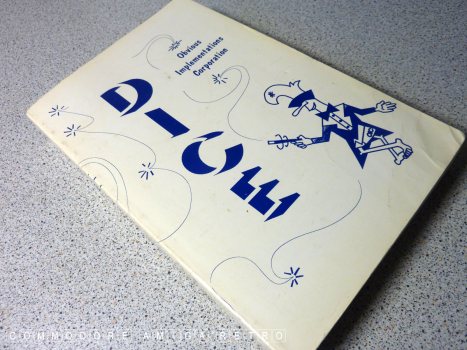 Obvious
Implementations
Corporation
DICE
COMMODORE AMIGA RETRO